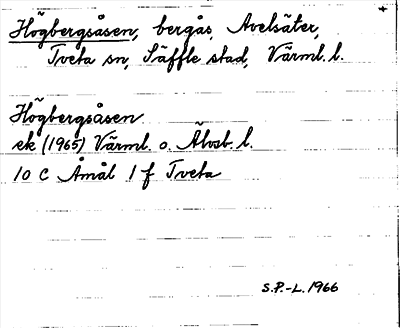 Högbergsåsen, bergås, Avelsäter,
Tveta sn, Säffle stad, Värml. l.
Högbergsåsen
ek (1965) Värml. o. Älvsb. l.
10 C Åmål 1 f Tveta
S.P.-L. 1966